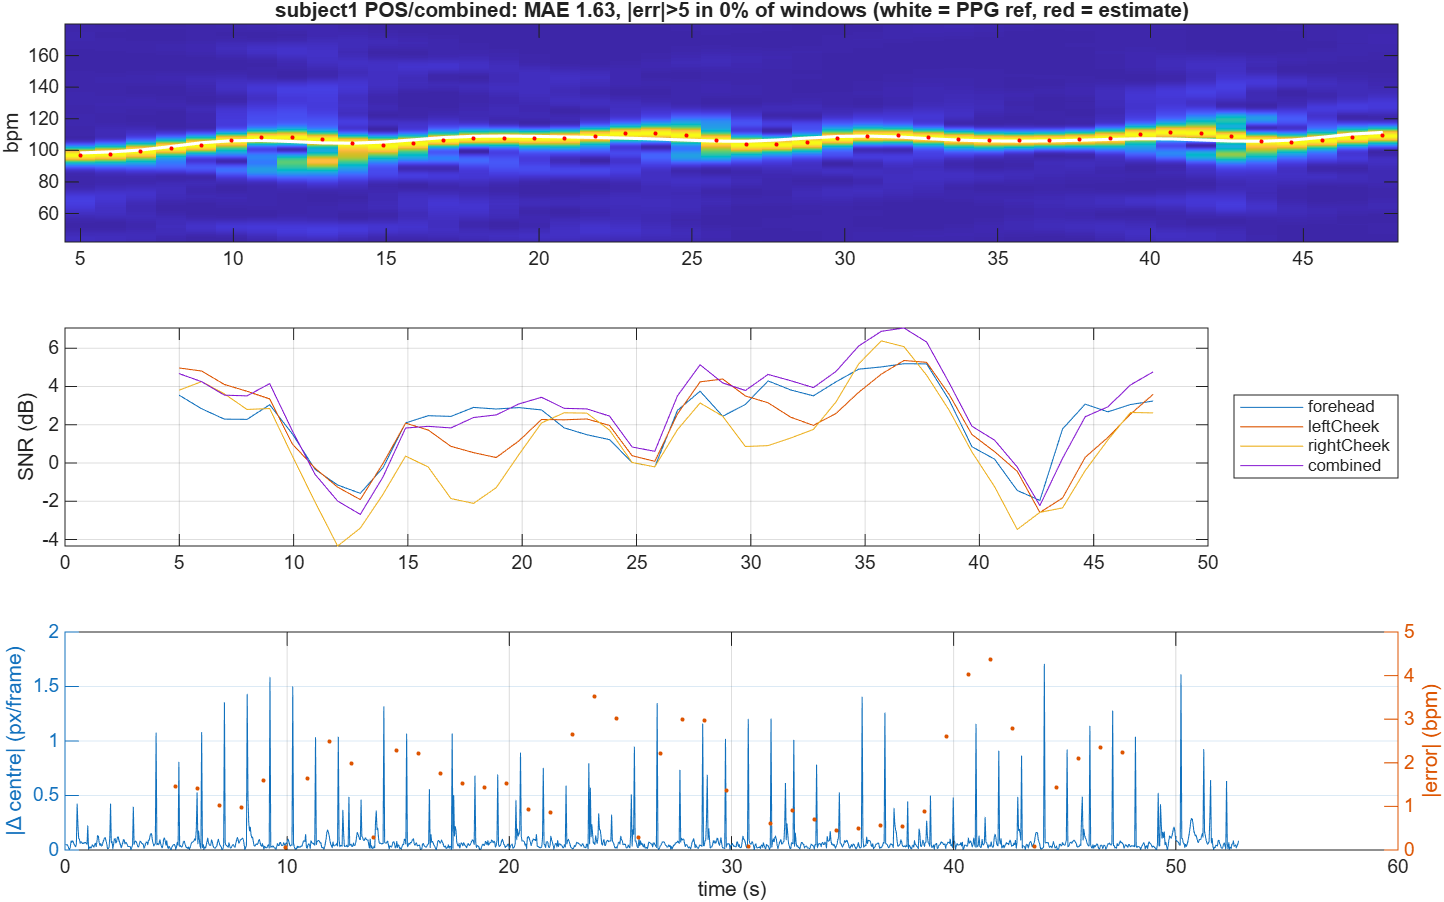 subject1 POS/combined: MAE 1.63, |err|>5 in 0% of windows (white = PPG ref, red = estimate)
bpm
160
140
120
100
80
60
5 10 15 20 25 30 35 40 45
SNR (dB)
6
4
2
0
-2
-4
0 5 10 15 20 25 30 35 40 45 50
forehead
leftCheek
rightCheek
combined
|Δ centre| (px/frame)
2
1.5
1
0.5
0
5
4
3
2
1
0
|error| (bpm)
0 10 20 30 40 50 60
time (s)